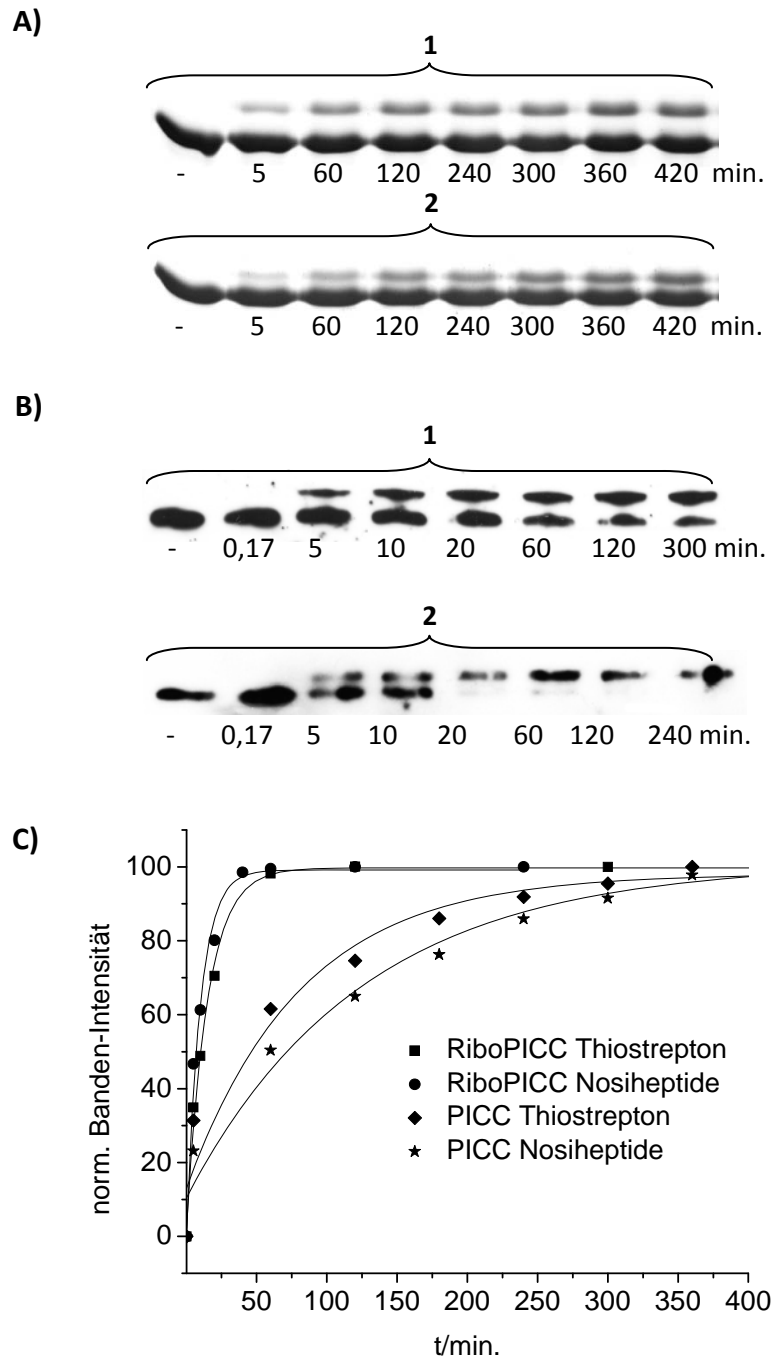 A)
1
- 5 60 120 240 300 360 420 min.
2
- 5 60 120 240 300 360 420 min.
B)
1
- 0,17 5 10 20 60 120 300 min.
2
- 0,17 5 10 20 60 120 240 min.
C)
100
80
60
40
20
0
norm. Banden-Intensität
RiboPICC Thiostrepton
RiboPICC Nosiheptide
PICC Thiostrepton
PICC Nosiheptide
50 100 150 200 250 300 350 400
t/min.